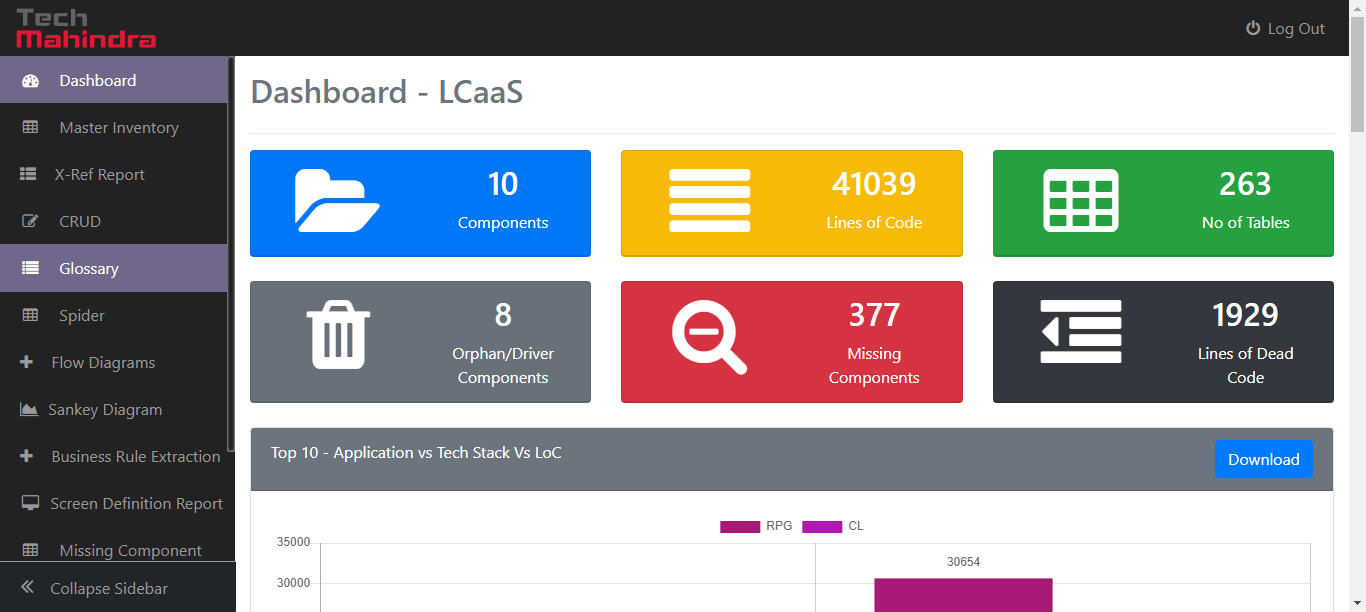 Tech
Mahindra
Log Out
Dashboard
Master Inventory
X-Ref Report
CRUD
Glossary
Spider
Flow Diagrams
Sankey Diagram
Business Rule Extraction
Screen Definition Report
Missing Component
Collapse Sidebar
Dashboard - LCaaS
10
Components
41039
Lines of Code
263
No of Tables
8
Orphan/Driver
Components
377
Missing
Components
1929
Lines of Dead
Code
Top 10 - Application vs Tech Stack Vs LoC
Download
RPG CL
35000
30654
30000